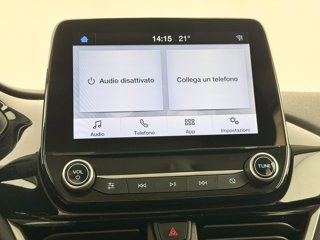 14:15 21°
Audio disattivato Collega un telefono
Audio Telefono App Impostazioni
VOL TUNE